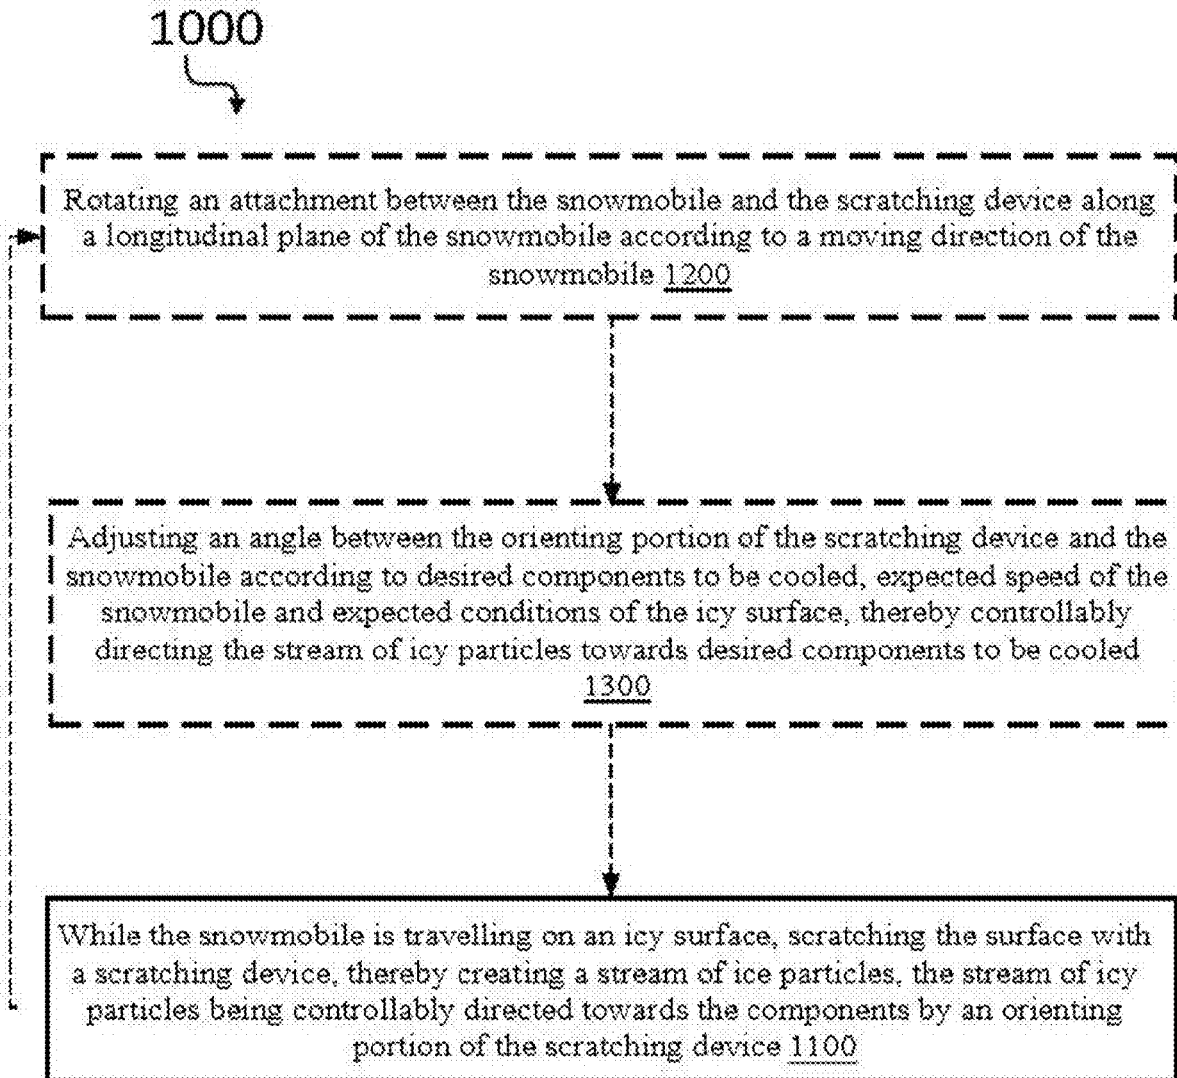 1000
Rotating an attachment between the snowmobile and the scratching device along
a longitudinal plane of the snowmobile according to a moving direction of the
snowmobile 1200
Adjusting an angle between the orienting portion of the scratching device and the
snowmobile according to desired components to be cooled, expected speed of the
snowmobile and expected conditions of the icy surface, thereby controllably
directing the stream of icy particles towards desired components to be cooled
1300
While the snowmobile is travelling on an icy surface, scratching the surface with
a scratching device, thereby creating a stream of ice particles, the stream of icy
particles being controllably directed towards the components by an orienting
portion of the scratching device 1100